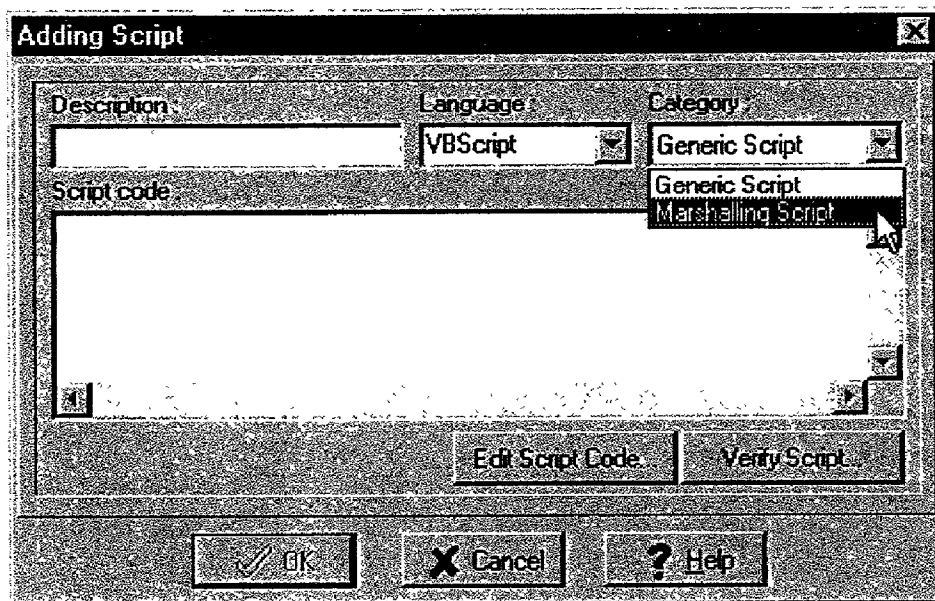 Adding Script
Description : Language : Category :
VBScript Generic Script
Script code : Generic Script
Marshalling Script
Edit Script Code... Verify Script...
OK Cancel Help